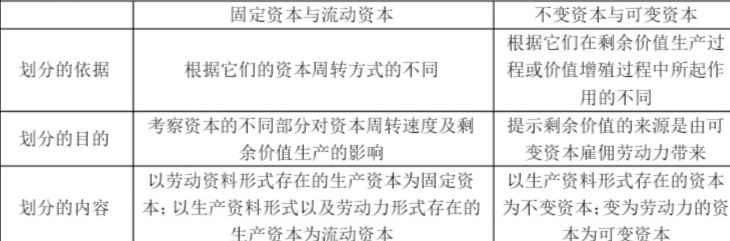 固定资本与流动资本 不变资本与可变资本
划分的依据 根据它们的资本周转方式的不同 根据它们在剩余价值生产过
程或价值增殖过程中所起作
用的不同
划分的目的 考察资本的不同部分对资本周转速度及剩
余价值生产的影响 提示剩余价值的来源是由可
变资本雇佣劳动力带来
划分的内容 以劳动资料形式存在的生产资本为固定资
本;以生产资料形式以及劳动力形式存在的
生产资本为流动资本 以生产资料形式存在的资本
为不变资本;变为劳动力的资
本为可变资本